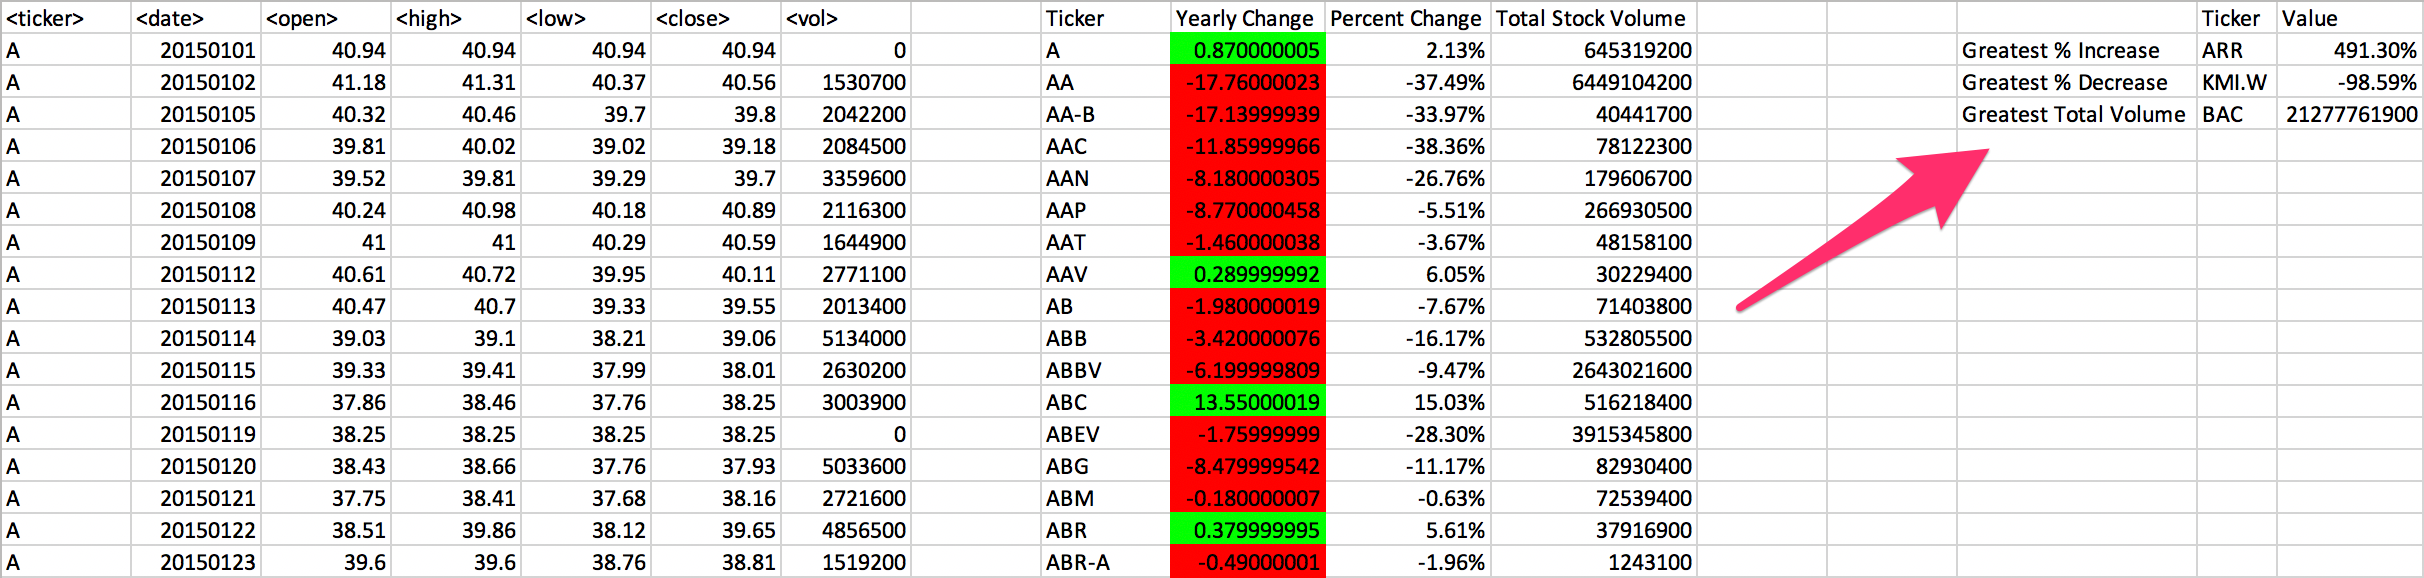 <ticker> <date> <open> <high> <low> <close> <vol> Ticker Yearly Change Percent Change Total Stock Volume Ticker Value
A 20150101 40.94 40.94 40.94 40.94 0 A 0.870000005 2.13% 645319200 Greatest % Increase ARR 491.30%
A 20150102 41.18 41.31 40.37 40.56 1530700 AA -17.76000023 -37.49% 6449104200 Greatest % Decrease KMI.W -98.59%
A 20150105 40.32 40.46 39.7 39.8 2042200 AA-B -17.13999939 -33.97% 40441700 Greatest Total Volume BAC 21277761900
A 20150106 39.81 40.02 39.02 39.18 2084500 AAC -11.85999966 -38.36% 78122300
A 20150107 39.52 39.81 39.29 39.7 3359600 AAN -8.180000305 -26.76% 179606700
A 20150108 40.24 40.98 40.18 40.89 2116300 AAP -8.770000458 -5.51% 266930500
A 20150109 41 41 40.29 40.59 1644900 AAT -1.460000038 -3.67% 48158100
A 20150112 40.61 40.72 39.95 40.11 2771100 AAV 0.289999992 6.05% 30229400
A 20150113 40.47 40.7 39.33 39.55 2013400 AB -1.980000019 -7.67% 71403800
A 20150114 39.03 39.1 38.21 39.06 5134000 ABB -3.420000076 -16.17% 532805500
A 20150115 39.33 39.41 37.99 38.01 2630200 ABBV -6.199999809 -9.47% 2643021600
A 20150116 37.86 38.46 37.76 38.25 3003900 ABC 13.55000019 15.03% 516218400
A 20150119 38.25 38.25 38.25 38.25 0 ABEV -1.75999999 -28.30% 3915345800
A 20150120 38.43 38.66 37.76 37.93 5033600 ABG -8.479999542 -11.17% 82930400
A 20150121 37.75 38.41 37.68 38.16 2721600 ABM -0.180000007 -0.63% 72539400
A 20150122 38.51 39.86 38.12 39.65 4856500 ABR 0.379999995 5.61% 37916900
A 20150123 39.6 39.6 38.76 38.81 1519200 ABR-A -0.49000001 -1.96% 1243100